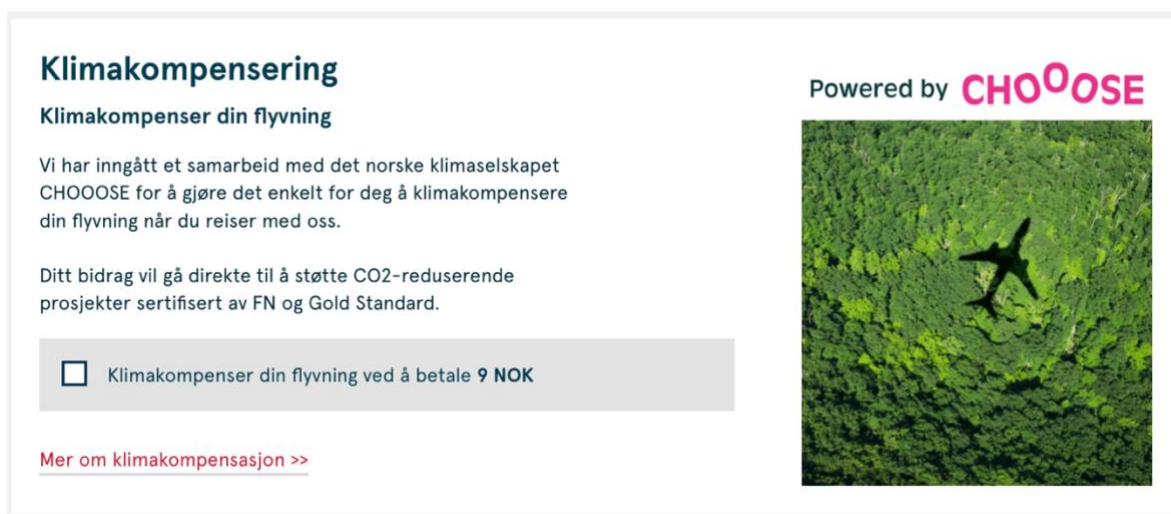 Klimakompensering
Klimakompenser din flyvning
Vi har inngått et samarbeid med det norske klimaselskapet
CHOOOSE for å gjøre det enkelt for deg å klimakompensere
din flyvning når du reiser med oss.
Ditt bidrag vil gå direkte til å støtte CO2-reduserende
prosjekter sertifisert av FN og Gold Standard.
Klimakompenser din flyvning ved å betale 9 NOK
Mer om klimakompensasjon >>
Powered by CHOOOSE